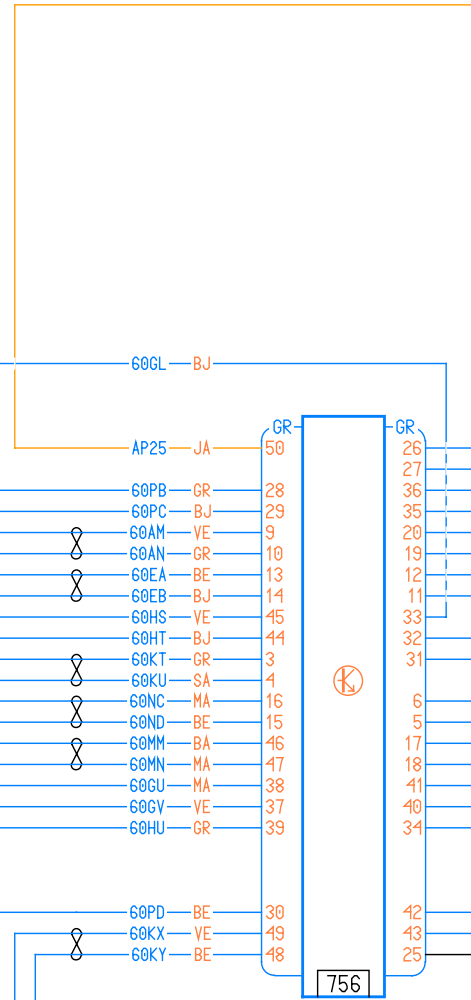 60GL BJ
GR GR
AP25 JA 50 26
27
60PB GR 28 36
60PC BJ 29 35
60AM VE 9 20
60AN GR 10 19
60EA BE 13 12
60EB BJ 14 11
60HS VE 45 33
60HT BJ 44 32
60KT GR 3 31
60KU SA 4
60NC MA 16 6
60ND BE 15 5
60MM BA 46 17
60MN MA 47 18
60GU MA 38 41
60GV VE 37 40
60HU GR 39 34
60PD BE 30 42
60KX VE 49 43
60KY BE 48 25
756